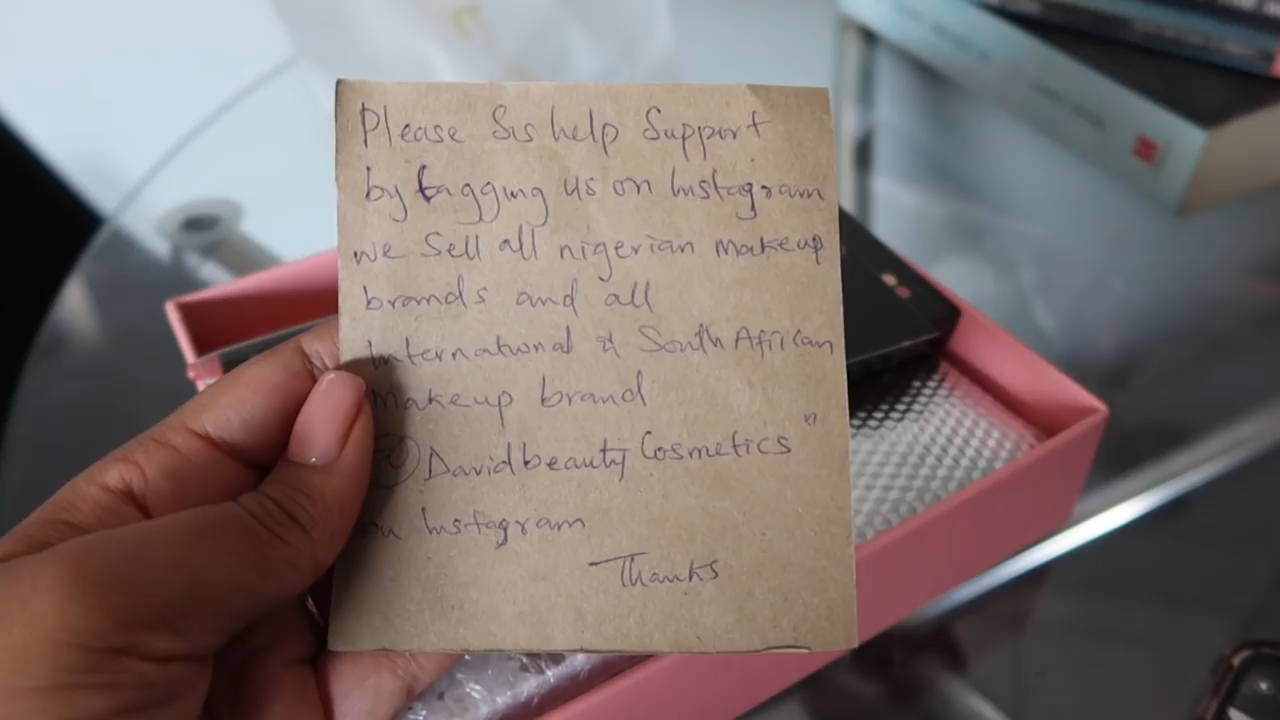 Please Sis help Support
by tagging us on Instagram
we Sell all nigerian makeup
brands and all
International & South African
Makeup brand
@Davidbeauty Cosmetics"
on Instagram
Thanks